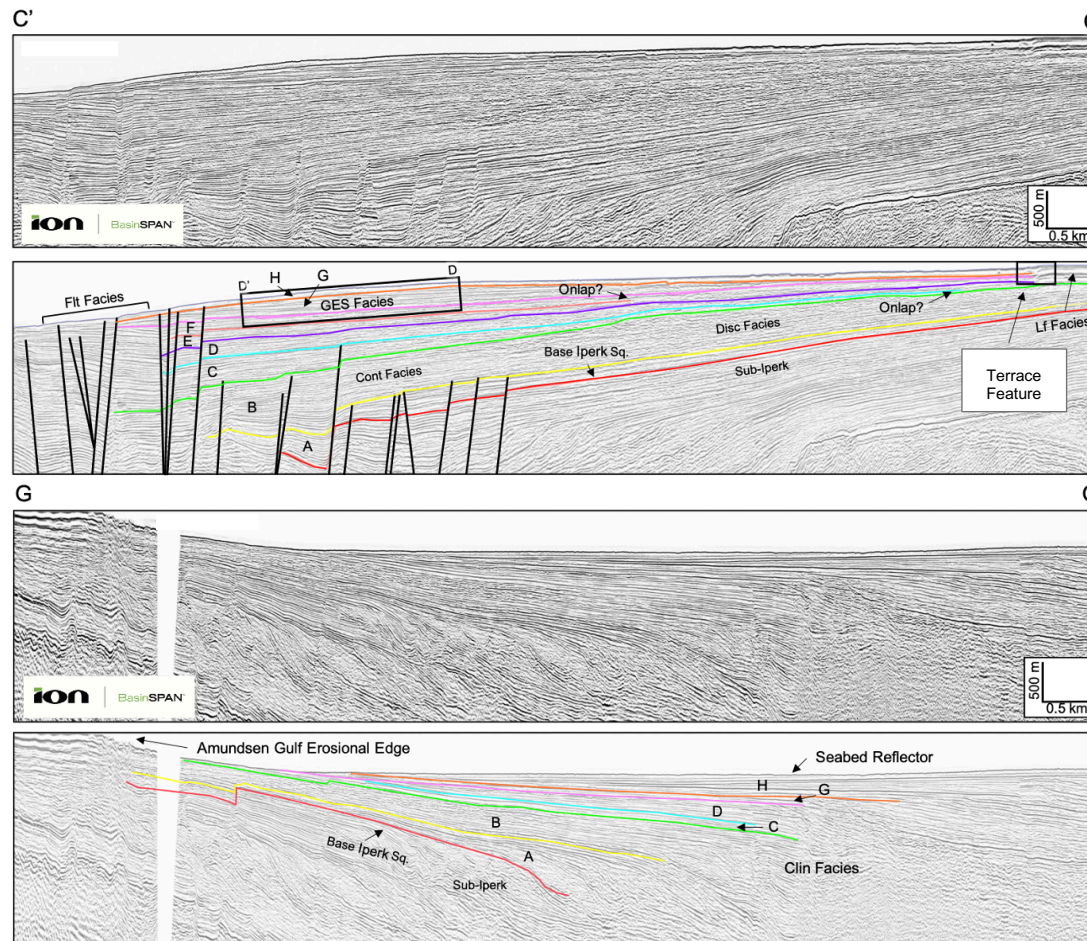 C'
C
ion | BasinSPAN™
500 m
0.5 km
Flt Facies
D'
H
G
D
GES Facies
Onlap?
Onlap?
Lf Facies
F
E
D
C
B
A
Cont Facies
Base Iperk Sq.
Disc Facies
Sub-Iperk
Terrace
Feature
G
ion | BasinSPAN™
500 m
0.5 km
Amundsen Gulf Erosional Edge
Seabed Reflector
H
G
D
C
B
A
Base Iperk Sq.
Sub-Iperk
Clin Facies